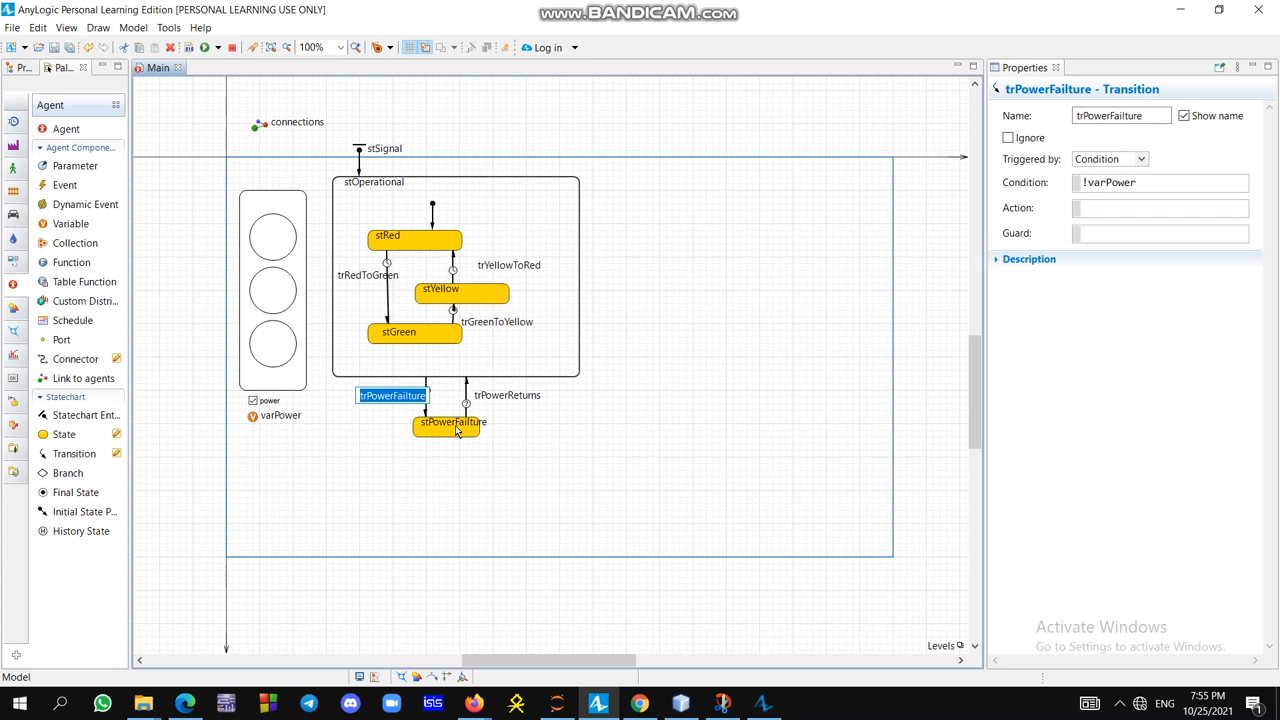 AnyLogic Personal Learning Edition [PERSONAL LEARNING USE ONLY]
www.BANDICAM.com
File Edit View Draw Model Tools Help
100% Log in
Pr... Pal... Main Properties
Agent
Agent
Agent Compone...
Parameter
Event
Dynamic Event
Variable
Collection
Function
Table Function
Custom Distri...
Schedule
Port
Connector
Link to agents
Statechart
Statechart Ent...
State
Transition
Branch
Final State
Initial State P...
History State
connections
stSignal
stOperational
stRed
trRedToGreen
trYellowToRed
stYellow
trGreenToYellow
stGreen
trPowerFailture
trPowerReturns
power
varPower
stPowerFailture
Levels
trPowerFailture - Transition
Name: trPowerFailture Show name
Ignore
Triggered by: Condition
Condition: !varPower
Action:
Guard:
Description
Activate Windows
Go to Settings to activate Windows.
Model
ENG
7:55 PM
10/25/2021
1